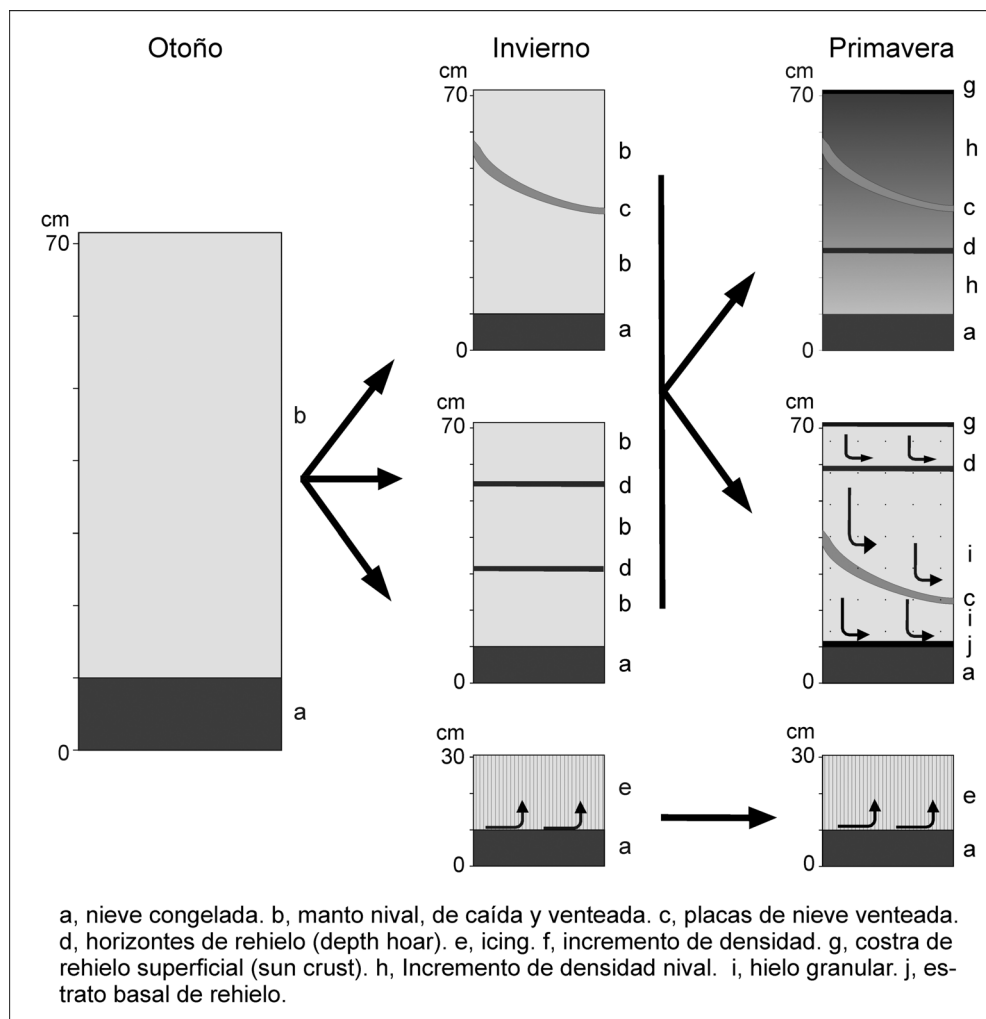 Otoño
Invierno
Primavera
cm
70
b
a
0
cm
70
b
c
b
a
0
cm
70
b
d
b
d
b
a
0
cm
30
e
a
0
cm
70
g
h
c
d
h
a
0
cm
70
g
d
i
c
i
j
a
0
cm
30
e
a
0
a, nieve congelada. b, manto nival, de caída y venteada. c, placas de nieve venteada.
d, horizontes de rehielo (depth hoar). e, icing. f, incremento de densidad. g, costra de
rehielo superficial (sun crust). h, Incremento de densidad nival. i, hielo granular. j, es-
trato basal de rehielo.